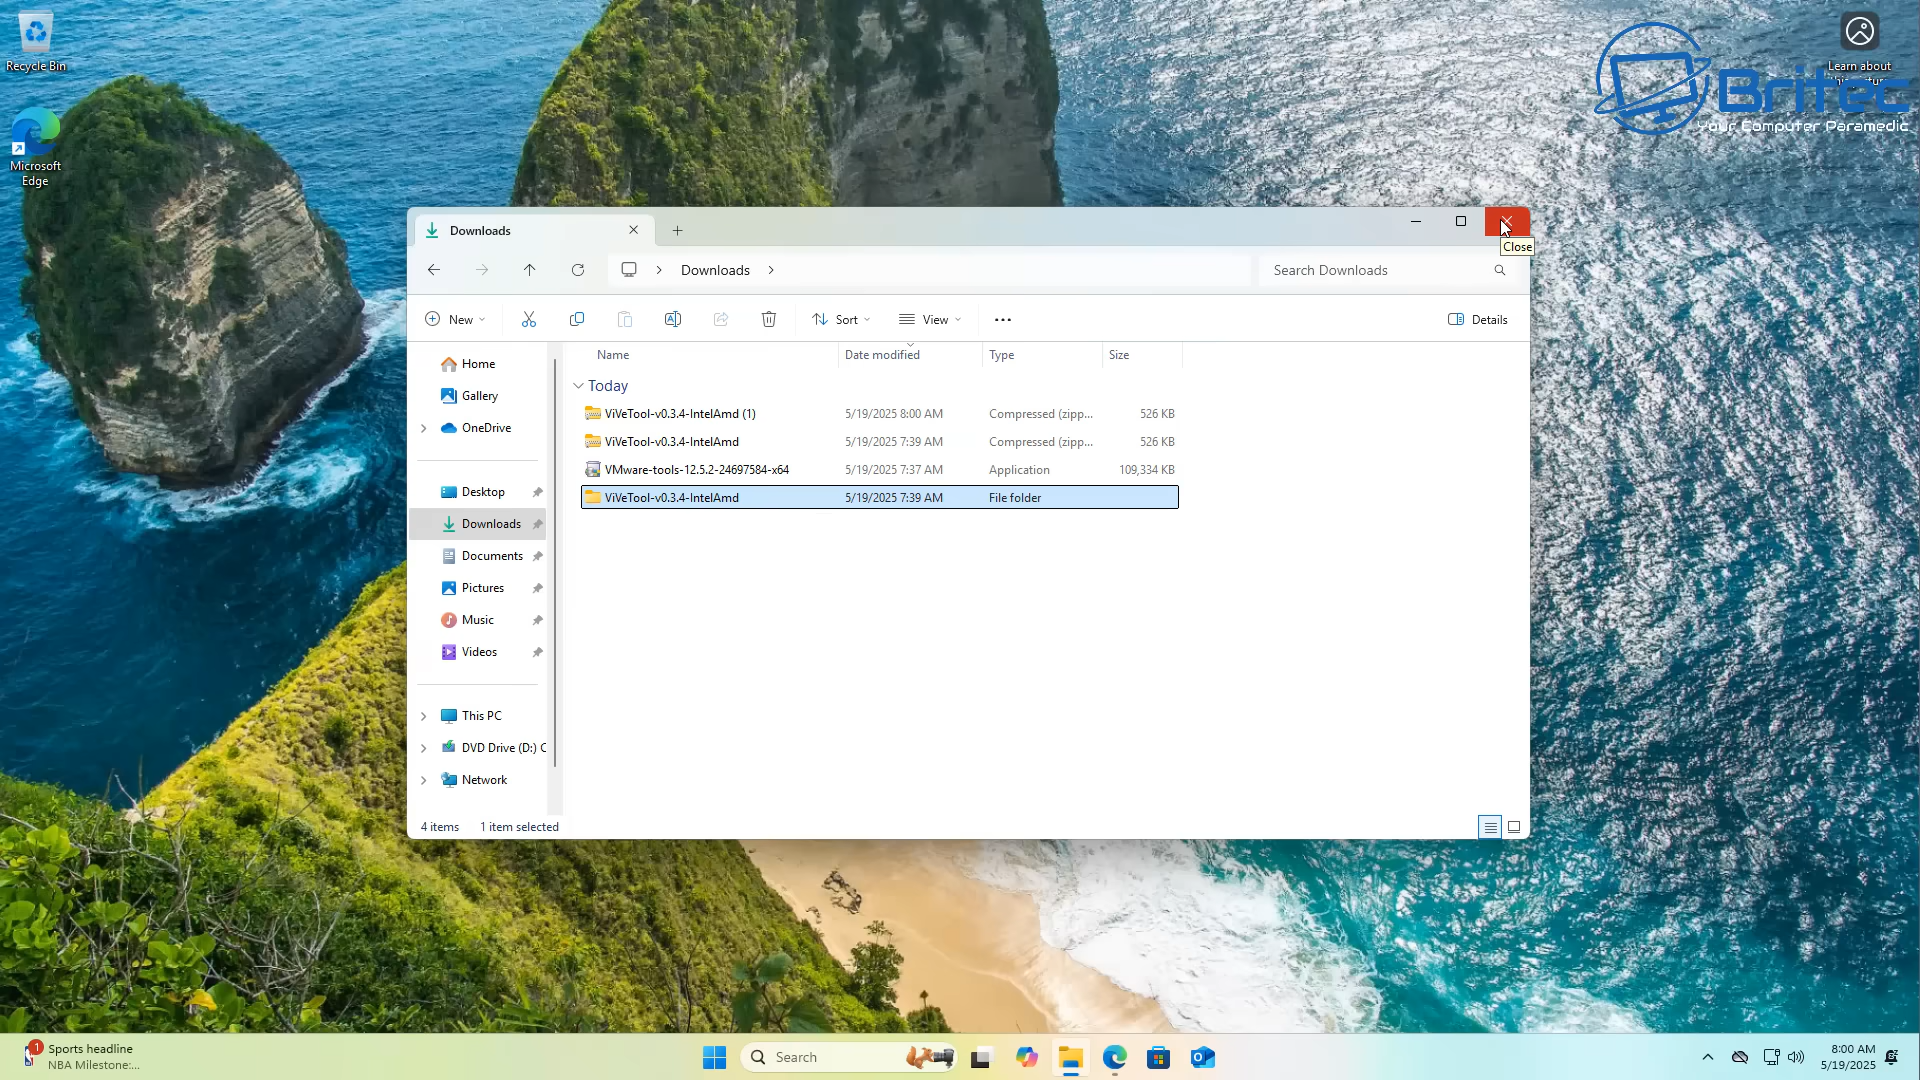 Recycle Bin
Microsoft
Edge
Learn about
Britec
Your Computer Paramedic
Downloads
Close
Downloads
Search Downloads
New
Sort
View
Details
Home
Gallery
OneDrive
Desktop
Downloads
Documents
Pictures
Music
Videos
This PC
DVD Drive (D:) C
Network
Name Date modified Type Size
Today
ViVeTool-v0.3.4-IntelAmd (1) 5/19/2025 8:00 AM Compressed (zipp... 526 KB
ViVeTool-v0.3.4-IntelAmd 5/19/2025 7:39 AM Compressed (zipp... 526 KB
VMware-tools-12.5.2-24697584-x64 5/19/2025 7:37 AM Application 109,334 KB
ViVeTool-v0.3.4-IntelAmd 5/19/2025 7:39 AM File folder
4 items 1 item selected
1
Sports headline
NBA Milestone:...
Search
8:00 AM
5/19/2025